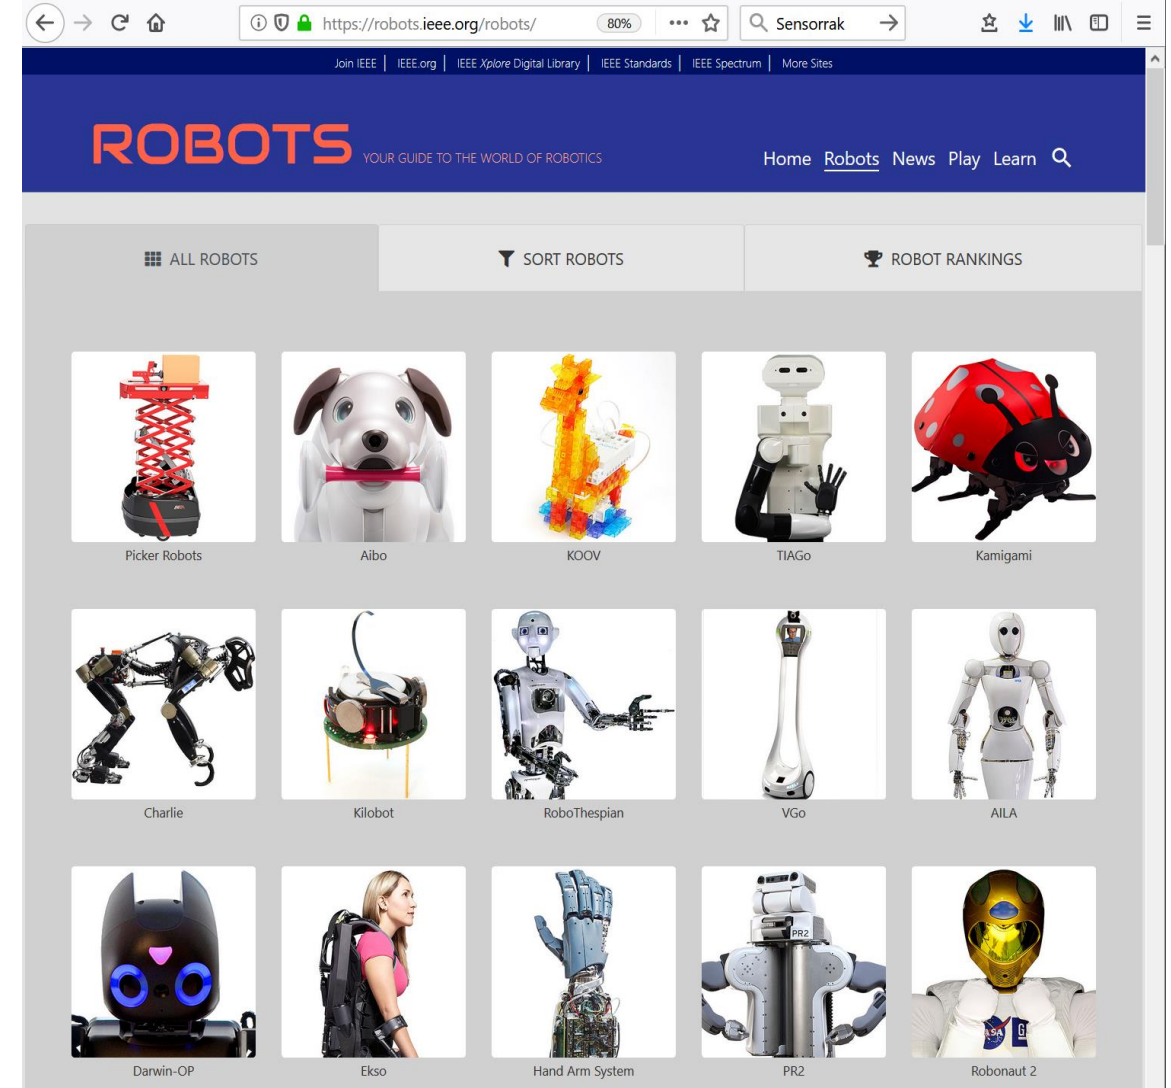 https://robots.ieee.org/robots/ 80% Sensorrak
Join IEEE | IEEE.org | IEEE Xplore Digital Library | IEEE Standards | IEEE Spectrum | More Sites
ROBOTS YOUR GUIDE TO THE WORLD OF ROBOTICS
Home Robots News Play Learn
ALL ROBOTS SORT ROBOTS ROBOT RANKINGS
Picker Robots Aibo KOOV TIAGo Kamigami
Charlie Kilobot RoboThespian VGo AILA
PR2
Darwin-OP Ekso Hand Arm System PR2 Robonaut 2